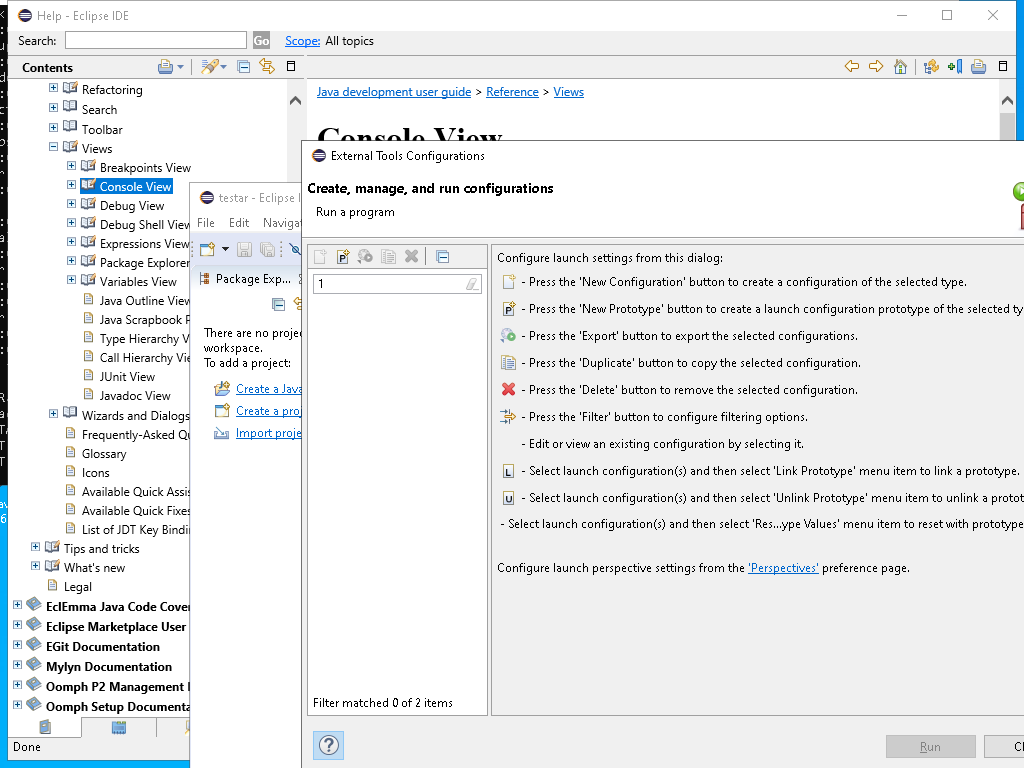 Help - Eclipse IDE
Search:
Go
Scope: All topics
Contents
Refactoring
Search
Toolbar
Views
Breakpoints View
Console View
Debug View
Debug Shell View
Expressions View
Package Explorer
Variables View
Java Outline View
Java Scrapbook P
Type Hierarchy V
Call Hierarchy Vie
JUnit View
Javadoc View
Wizards and Dialogs
Frequently-Asked Qu
Glossary
Icons
Available Quick Assis
Available Quick Fixes
List of JDT Key Bindin
Tips and tricks
What's new
Legal
EclEmma Java Code Cover
Eclipse Marketplace User
EGit Documentation
Mylyn Documentation
Oomph P2 Management
Oomph Setup Documenta
Done
Java development user guide > Reference > Views
Console View
testar - Eclipse I
File Edit Naviga
Package Exp...
There are no proje
workspace.
To add a project:
Create a Java
Create a proj
Import proje
External Tools Configurations
Create, manage, and run configurations
Run a program
1
Filter matched 0 of 2 items
Configure launch settings from this dialog:
- Press the 'New Configuration' button to create a configuration of the selected type.
P - Press the 'New Prototype' button to create a launch configuration prototype of the selected ty
- Press the 'Export' button to export the selected configurations.
- Press the 'Duplicate' button to copy the selected configuration.
- Press the 'Delete' button to remove the selected configuration.
- Press the 'Filter' button to configure filtering options.
- Edit or view an existing configuration by selecting it.
L - Select launch configuration(s) and then select 'Link Prototype' menu item to link a prototype.
U - Select launch configuration(s) and then select 'Unlink Prototype' menu item to unlink a protot
- Select launch configuration(s) and then select 'Res...ype Values' menu item to reset with prototype
Configure launch perspective settings from the 'Perspectives' preference page.
?
Run
Cl